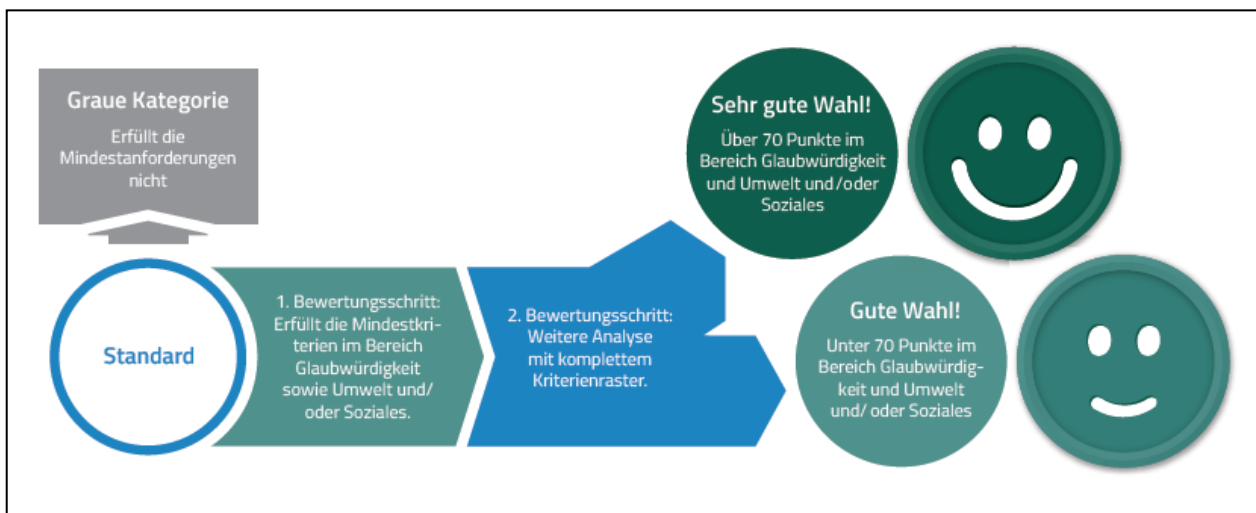 Graue Kategorie
Erfüllt die
Mindestanforderungen
nicht
Standard
1. Bewertungsschritt:
Erfüllt die Mindestkri-
terien im Bereich
Glaubwürdigkeit
sowie Umwelt und/
oder Soziales.
2. Bewertungsschritt:
Weitere Analyse
mit komplettem
Kriterienraster.
Sehr gute Wahl!
Über 70 Punkte im
Bereich Glaubwürdigkeit
und Umwelt und/oder
Soziales
Gute Wahl!
Unter 70 Punkte im
Bereich Glaubwürdig-
keit und Umwelt
und/ oder Soziales